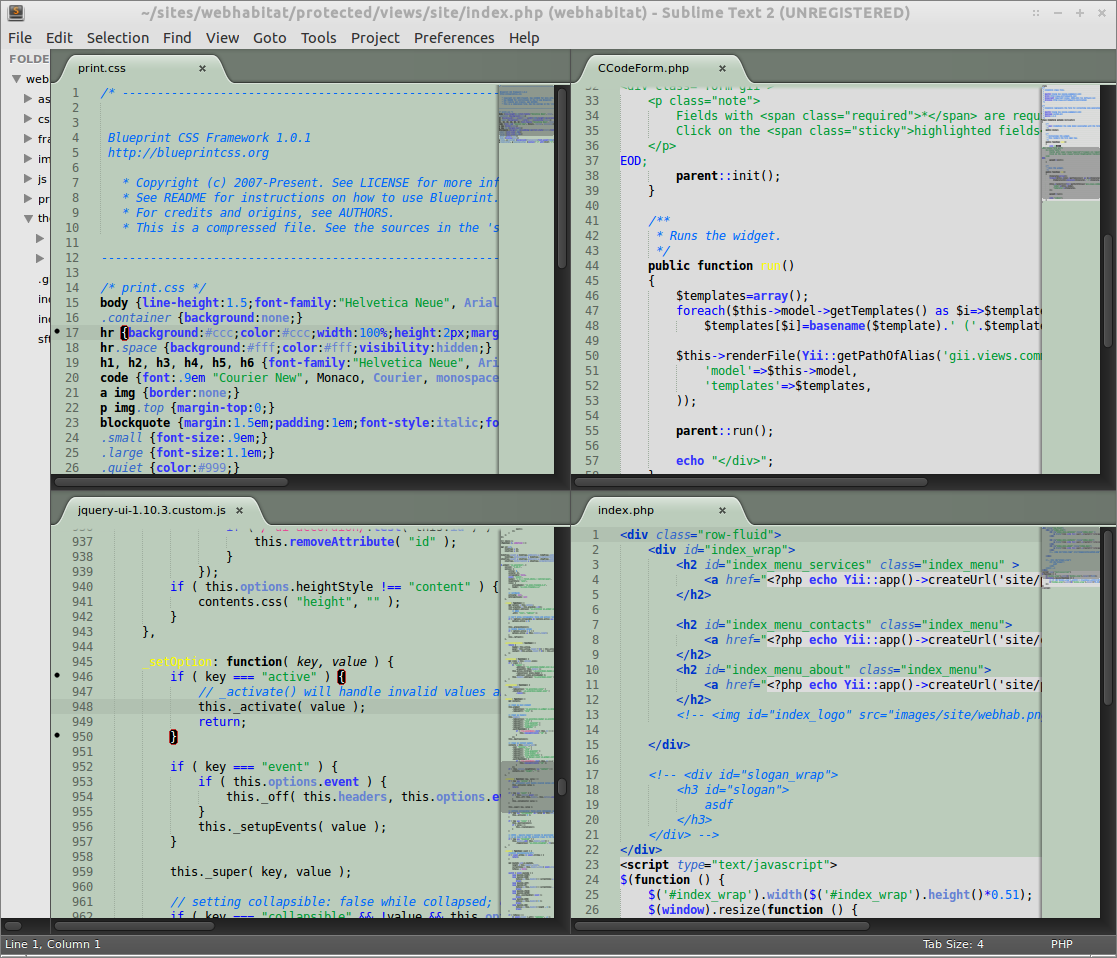 ~/sites/webhabitat/protected/views/site/index.php (webhabitat) - Sublime Text 2 (UNREGISTERED)
File Edit Selection Find View Goto Tools Project Preferences Help
FOLDE
web
as
cs
fra
im
js
pr
the
.g
ind
ind
sft
print.css ×
1 /* ----------------------------------------------------
2
3
4 Blueprint CSS Framework 1.0.1
5 http://blueprintcss.org
6
7 * Copyright (c) 2007-Present. See LICENSE for more inf
8 * See README for instructions on how to use Blueprint.
9 * For credits and origins, see AUTHORS.
10 * This is a compressed file. See the sources in the 's
11
12 --------------------------------------------------------
13
14 /* print.css */
15 body {line-height:1.5;font-family:"Helvetica Neue", Arial
16 .container {background:none;}
17 hr {background:#ccc;color:#ccc;width:100%;height:2px;marg
18 hr.space {background:#fff;color:#fff;visibility:hidden;}
19 h1, h2, h3, h4, h5, h6 {font-family:"Helvetica Neue", Ari
20 code {font:.9em "Courier New", Monaco, Courier, monospace
21 a img {border:none;}
22 p img.top {margin-top:0;}
23 blockquote {margin:1.5em;padding:1em;font-style:italic;fo
24 .small {font-size:.9em;}
25 .large {font-size:1.1em;}
26 .quiet {color:#999;}
CCodeForm.php ×
33 <p class="note">
34 Fields with <span class="required">*</span> are requ
35 Click on the <span class="sticky">highlighted fields
36 </p>
37 EOD;
38 parent::init();
39 }
40
41 /**
42 * Runs the widget.
43 */
44 public function run()
45 {
46 $templates=array();
47 foreach($this->model->getTemplates() as $i=>$templat
48 $templates[$i]=basename($template).' ('.$templat
49
50 $this->renderFile(Yii::getPathOfAlias('gii.views.com
51 'model'=>$this->model,
52 'templates'=>$templates,
53 ));
54
55 parent::run();
56
57 echo "</div>";
jquery-ui-1.10.3.custom.js ×
937 this.removeAttribute( "id" );
938 }
939 });
940 if ( this.options.heightStyle !== "content" ) {
941 contents.css( "height", "" );
942 }
943 },
944
945 _setOption: function( key, value ) {
946 if ( key === "active" ) {
947 // _activate() will handle invalid values a
948 this._activate( value );
949 return;
950 }
951
952 if ( key === "event" ) {
953 if ( this.options.event ) {
954 this._off( this.headers, this.options.ev
955 }
956 this._setupEvents( value );
957 }
958
959 this._super( key, value );
960
961 // setting collapsible: false while collapsed;
962 if ( key === "collapsible" && !value && this.op
index.php ×
1 <div class="row-fluid">
2 <div id="index_wrap">
3 <h2 id="index_menu_services" class="index_menu" >
4 <a href="<?php echo Yii::app()->createUrl('site/
5 </h2>
6
7 <h2 id="index_menu_contacts" class="index_menu">
8 <a href="<?php echo Yii::app()->createUrl('site/
9 </h2>
10 <h2 id="index_menu_about" class="index_menu">
11 <a href="<?php echo Yii::app()->createUrl('site/
12 </h2>
13 <!-- <img id="index_logo" src="images/site/webhab.pn
14
15 </div>
16
17 <!-- <div id="slogan_wrap">
18 <h3 id="slogan">
19 asdf
20 </h3>
21 </div> -->
22 </div>
23 <script type="text/javascript">
24 $(function () {
25 $('#index_wrap').width($('#index_wrap').height()*0.51);
26 $(window).resize(function () {
Line 1, Column 1 Tab Size: 4 PHP